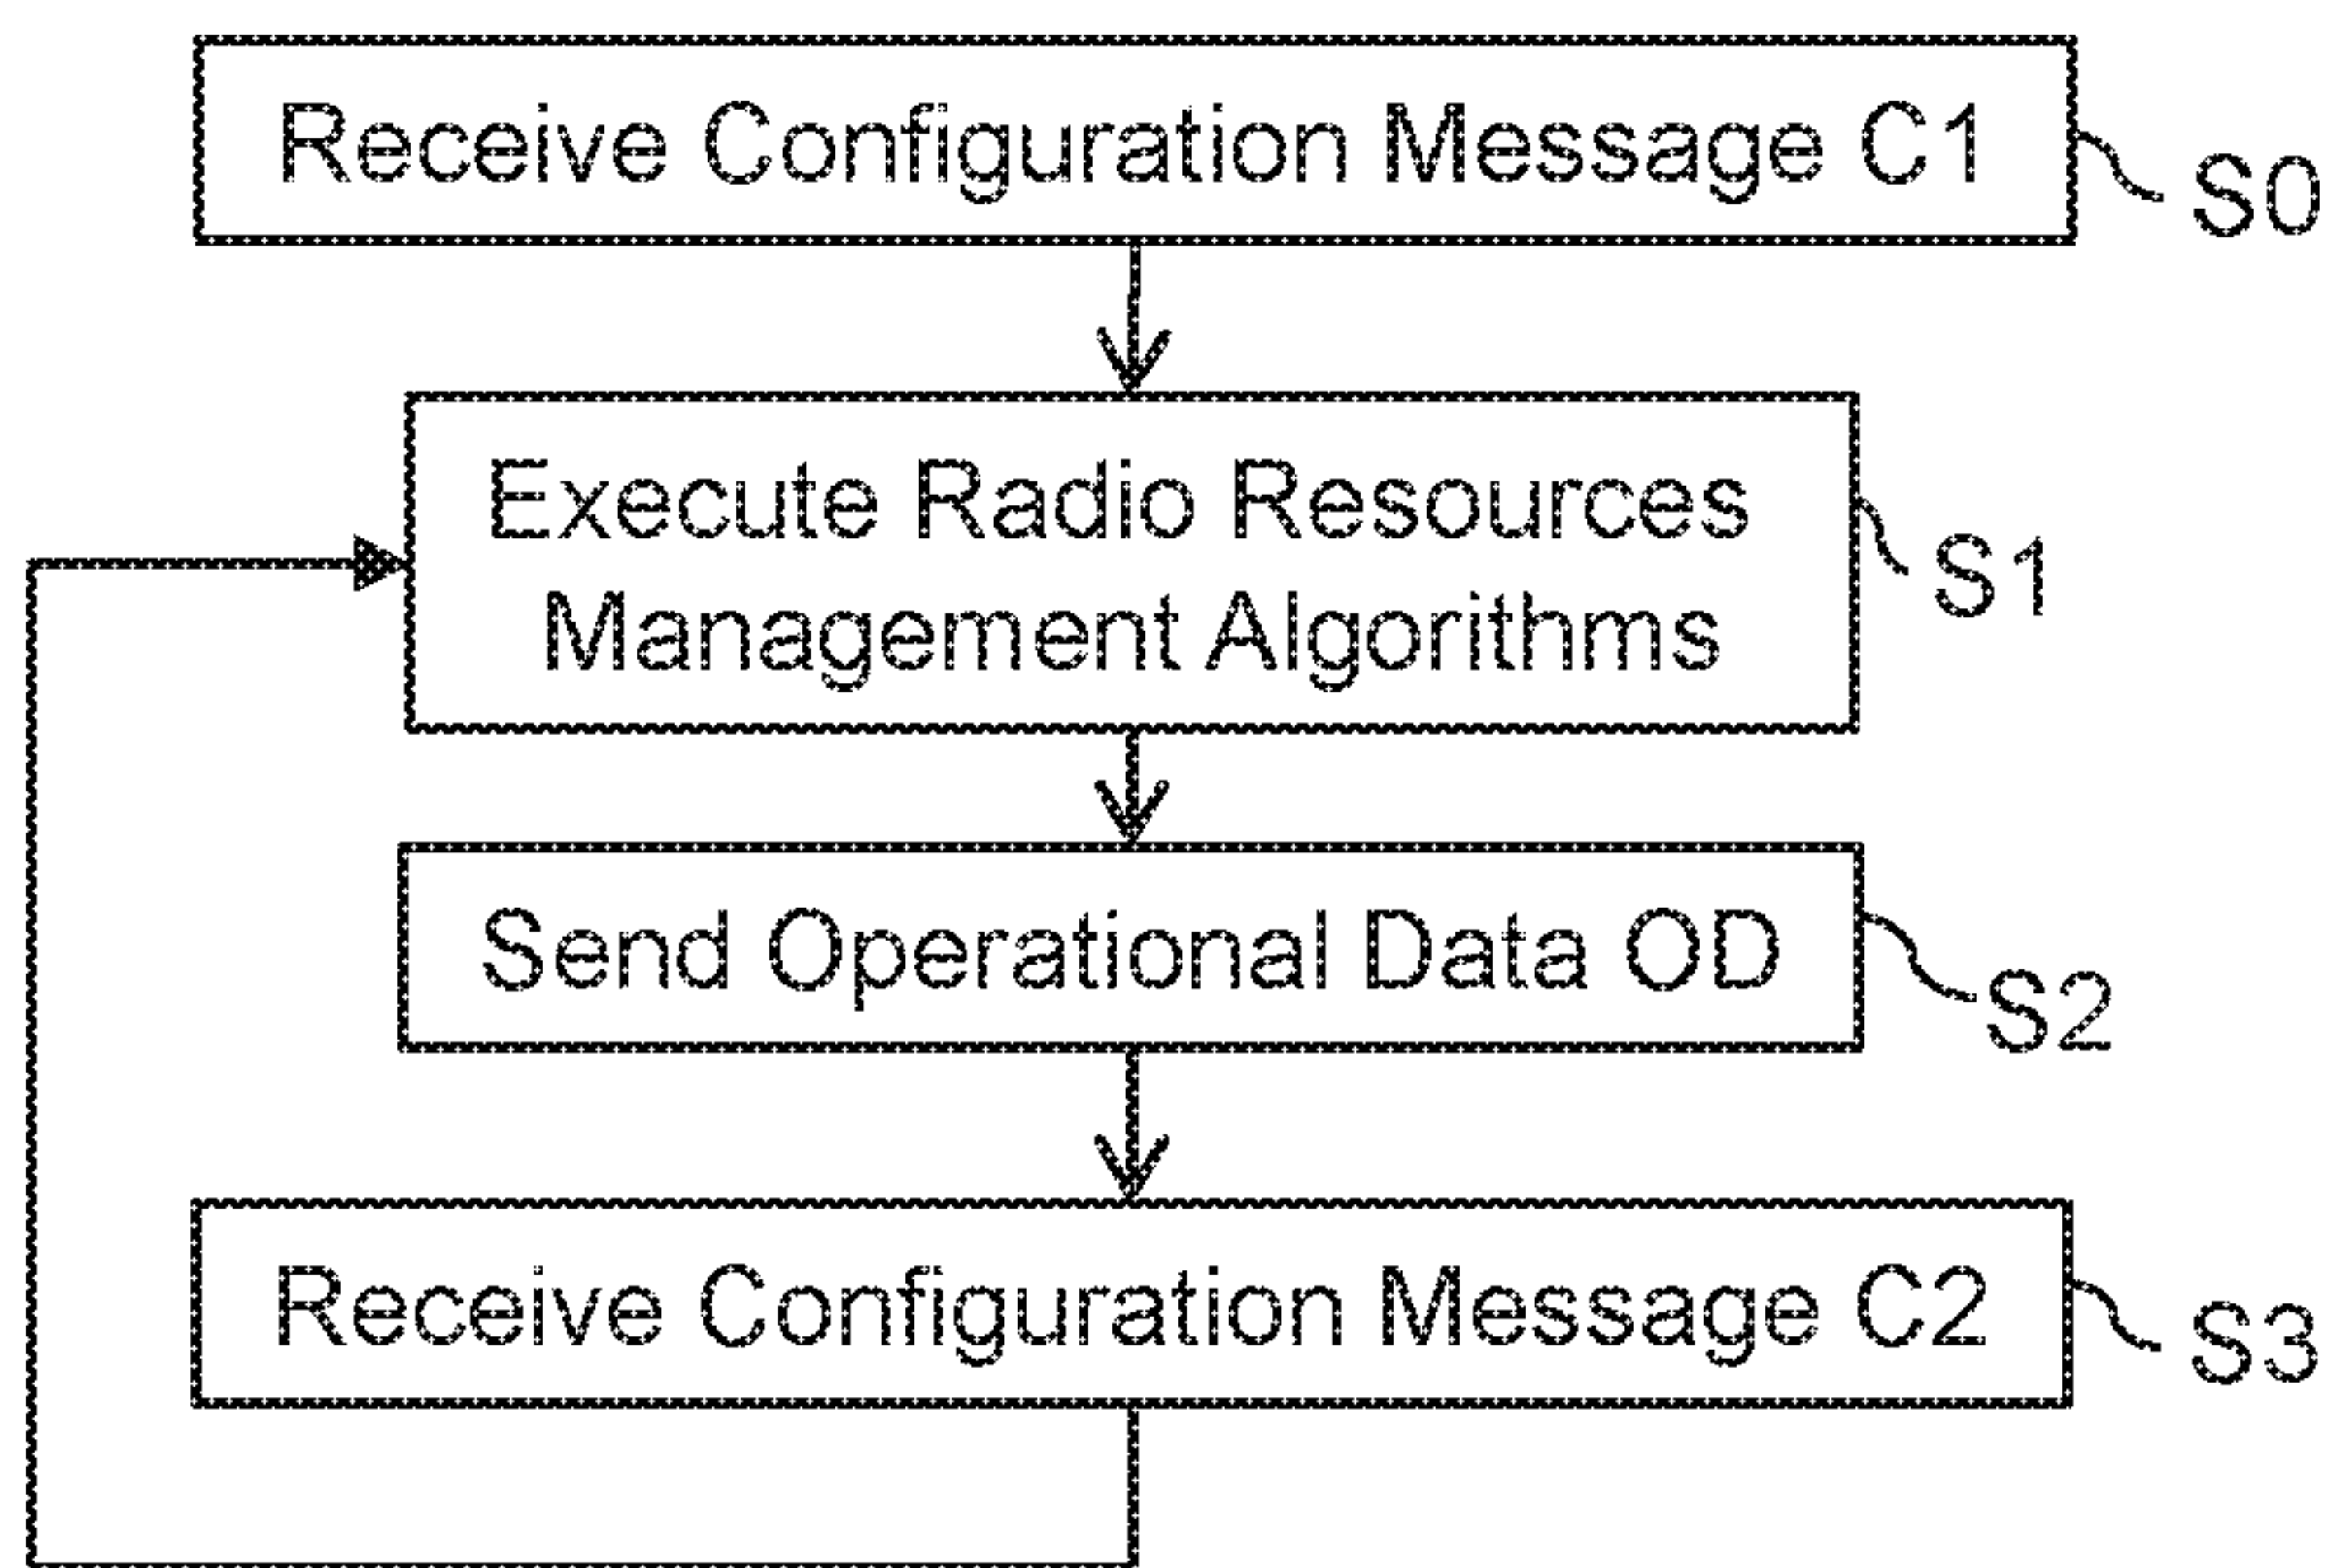 Receive Configuration Message C1
S0
Execute Radio Resources
Management Algorithms
S1
Send Operational Data OD
S2
Receive Configuration Message C2
S3